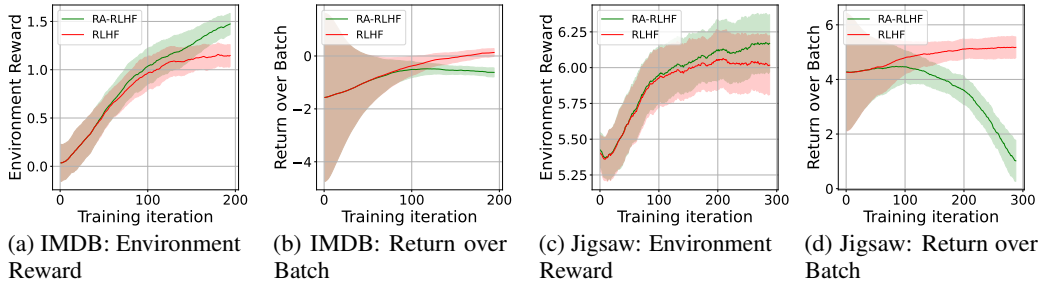 RA-RLHF
RLHF
Environment Reward
1.5
1.0
0.5
0.0
0
100
200
Training iteration
(a) IMDB: Environment
Reward
RA-RLHF
RLHF
Return over Batch
0
−2
−4
0
100
200
Training iteration
(b) IMDB: Return over
Batch
RA-RLHF
RLHF
Environment Reward
6.25
6.00
5.75
5.50
5.25
0
100
200
300
Training iteration
(c) Jigsaw: Environment
Reward
RA-RLHF
RLHF
Return over Batch
6
4
2
0
0
100
200
300
Training iteration
(d) Jigsaw: Return over
Batch